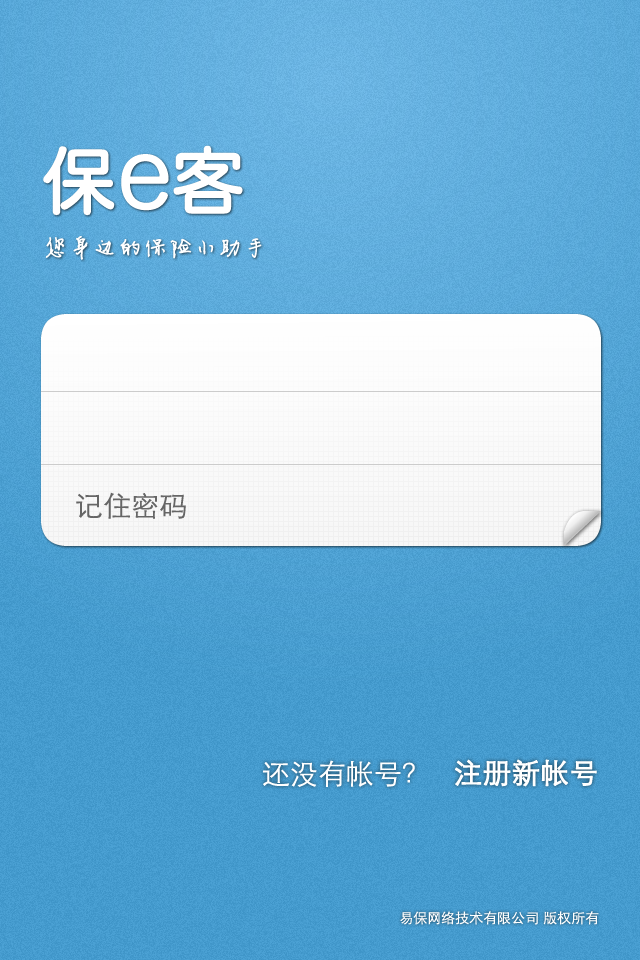 保e客
您身边的保险小助手
记住密码
还没有帐号? 注册新帐号
易保网络技术有限公司 版权所有